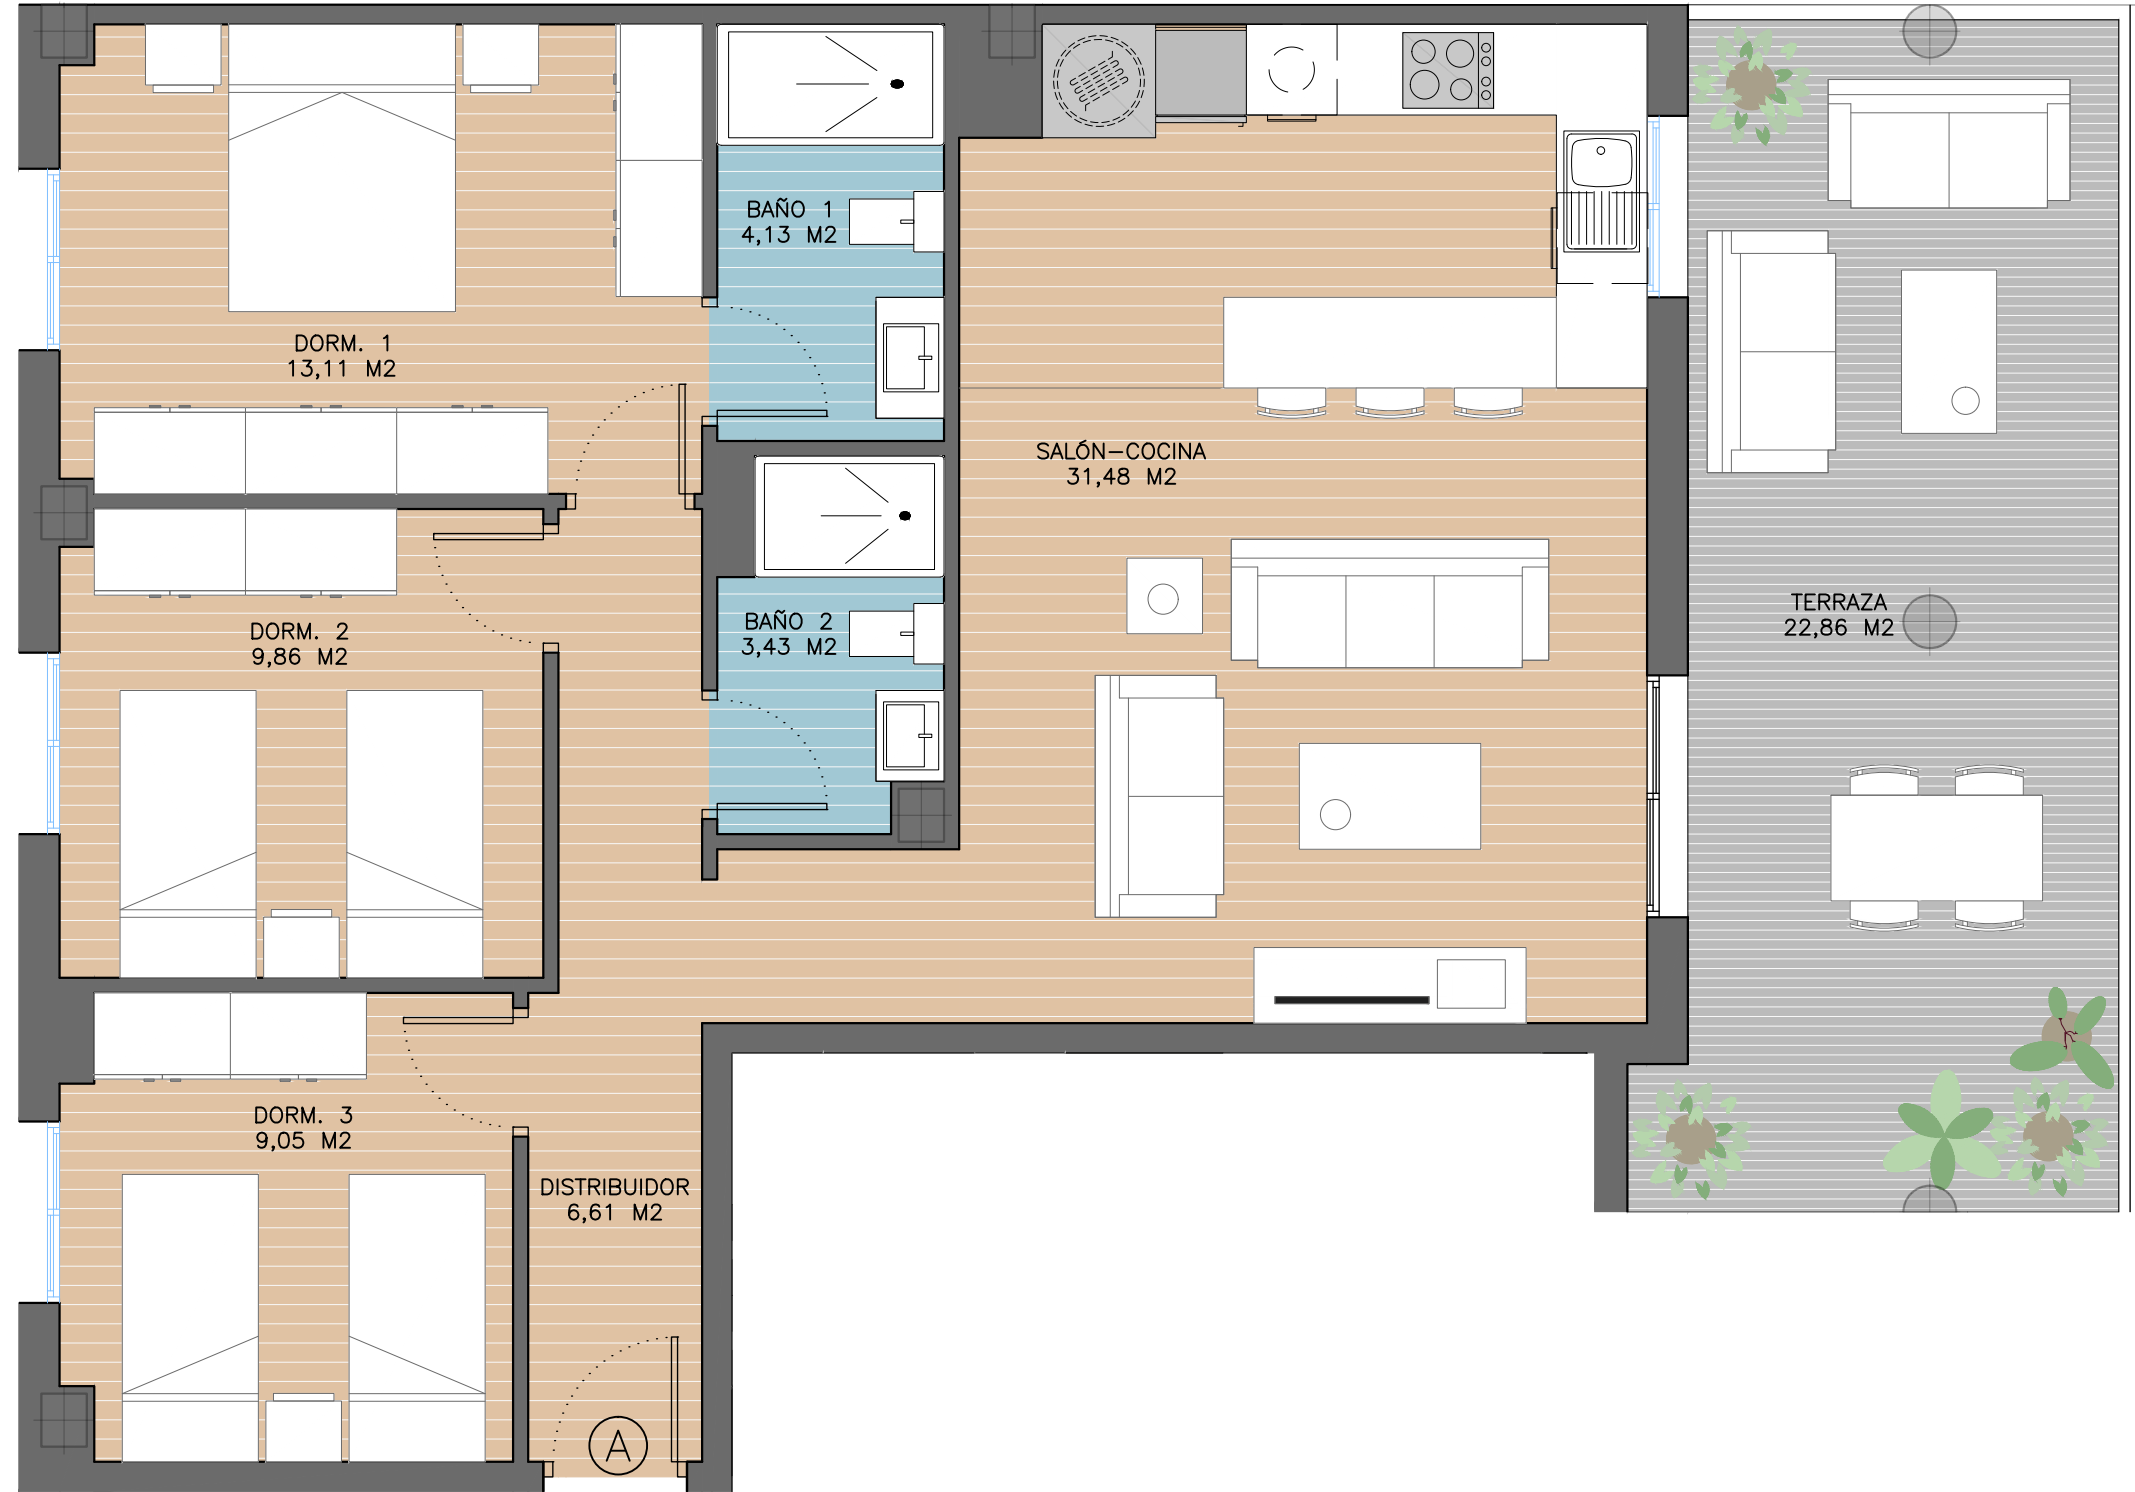 BAÑO 1
4,13 M2
DORM. 1
13,11 M2
SALÓN-COCINA
31,48 M2
TERRAZA
22,86 M2
BAÑO 2
3,43 M2
DORM. 2
9,86 M2
DORM. 3
9,05 M2
DISTRIBUIDOR
6,61 M2
A